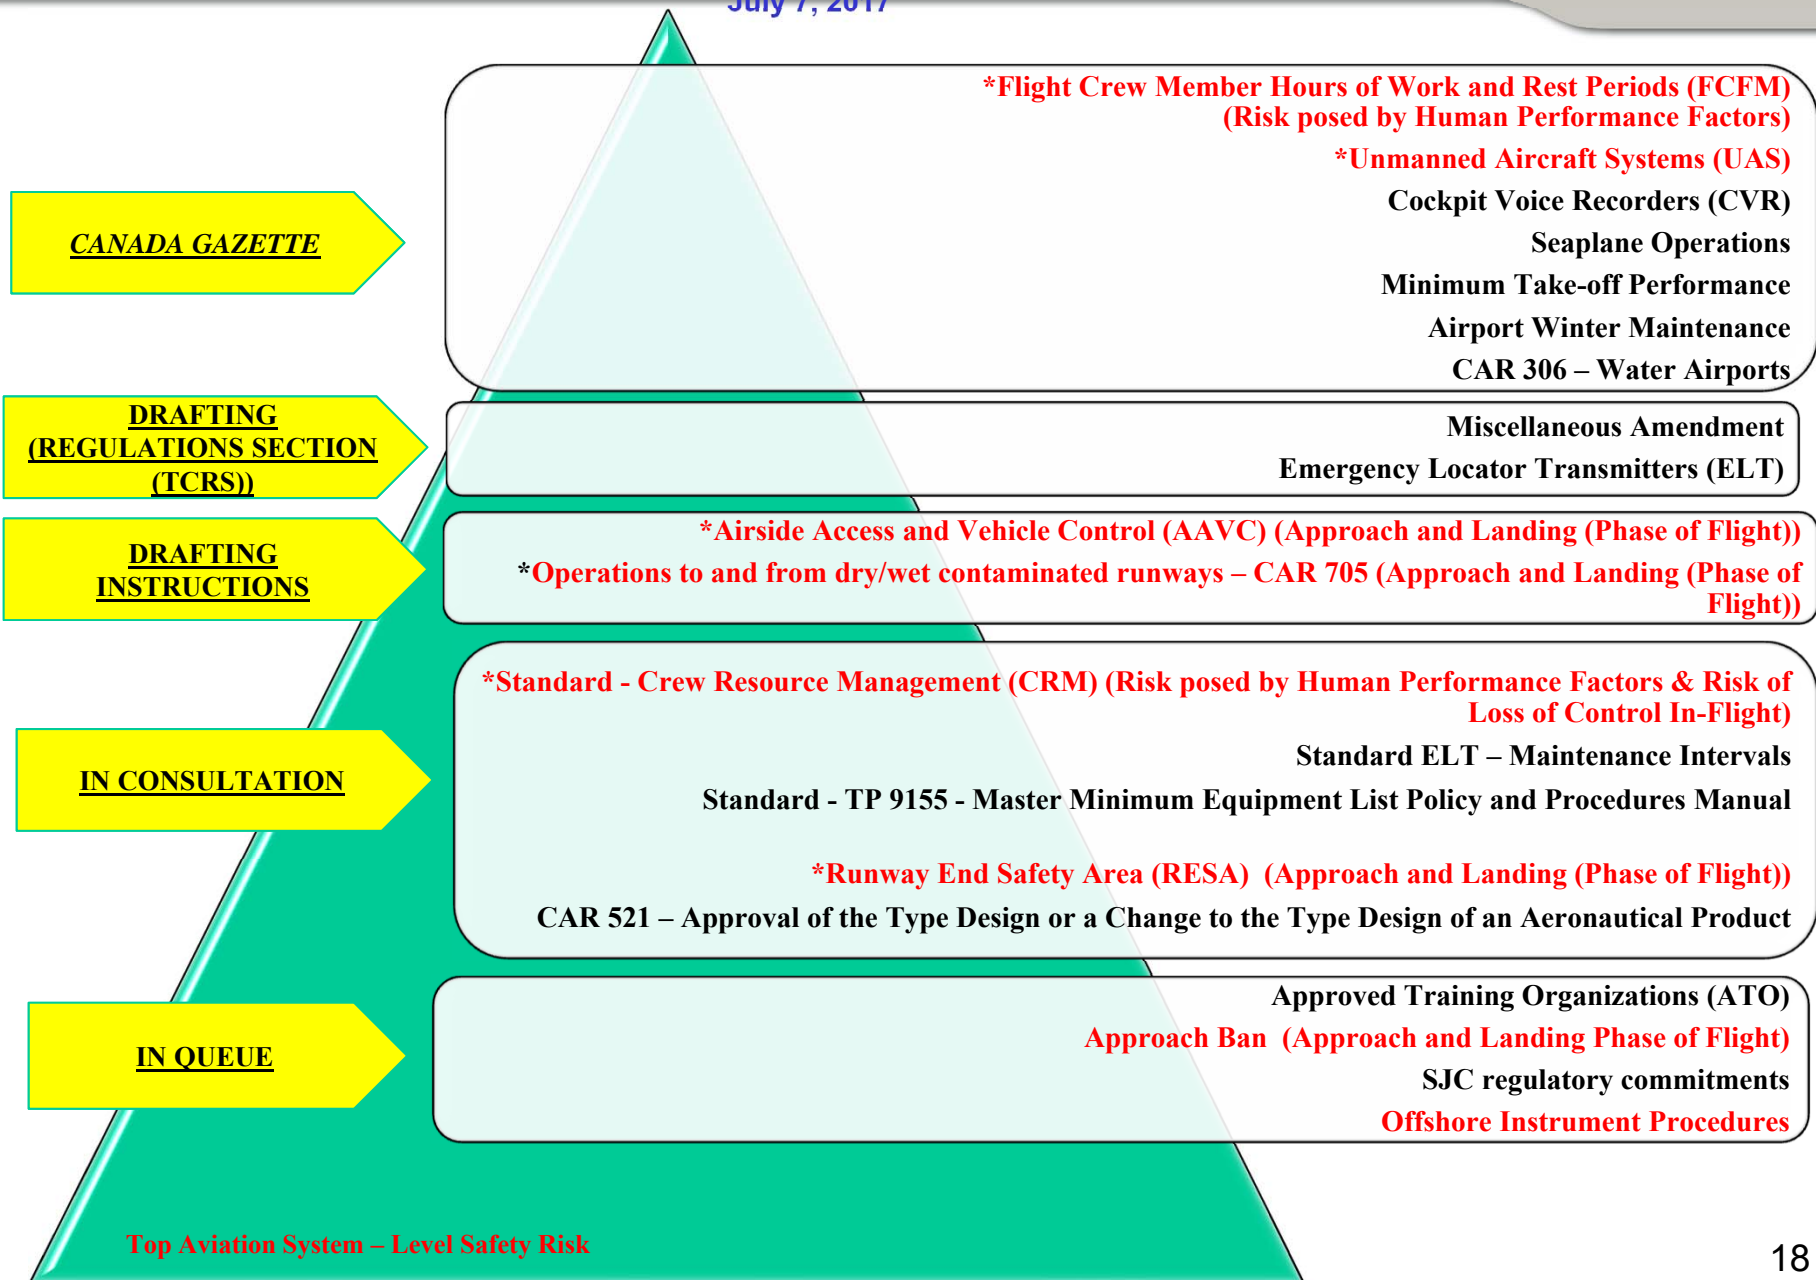 July 7, 2017
CANADA GAZETTE
*Flight Crew Member Hours of Work and Rest Periods (FCFM)
(Risk posed by Human Performance Factors)
*Unmanned Aircraft Systems (UAS)
Cockpit Voice Recorders (CVR)
Seaplane Operations
Minimum Take-off Performance
Airport Winter Maintenance
CAR 306 – Water Airports
DRAFTING
(REGULATIONS SECTION
(TCRS))
Miscellaneous Amendment
Emergency Locator Transmitters (ELT)
DRAFTING
INSTRUCTIONS
*Airside Access and Vehicle Control (AAVC) (Approach and Landing (Phase of Flight))
*Operations to and from dry/wet contaminated runways – CAR 705 (Approach and Landing (Phase of
Flight))
IN CONSULTATION
*Standard - Crew Resource Management (CRM) (Risk posed by Human Performance Factors & Risk of
Loss of Control In-Flight)
Standard ELT – Maintenance Intervals
Standard - TP 9155 - Master Minimum Equipment List Policy and Procedures Manual
*Runway End Safety Area (RESA) (Approach and Landing (Phase of Flight))
CAR 521 – Approval of the Type Design or a Change to the Type Design of an Aeronautical Product
IN QUEUE
Approved Training Organizations (ATO)
Approach Ban (Approach and Landing Phase of Flight)
SJC regulatory commitments
Offshore Instrument Procedures
Top Aviation System – Level Safety Risk
18